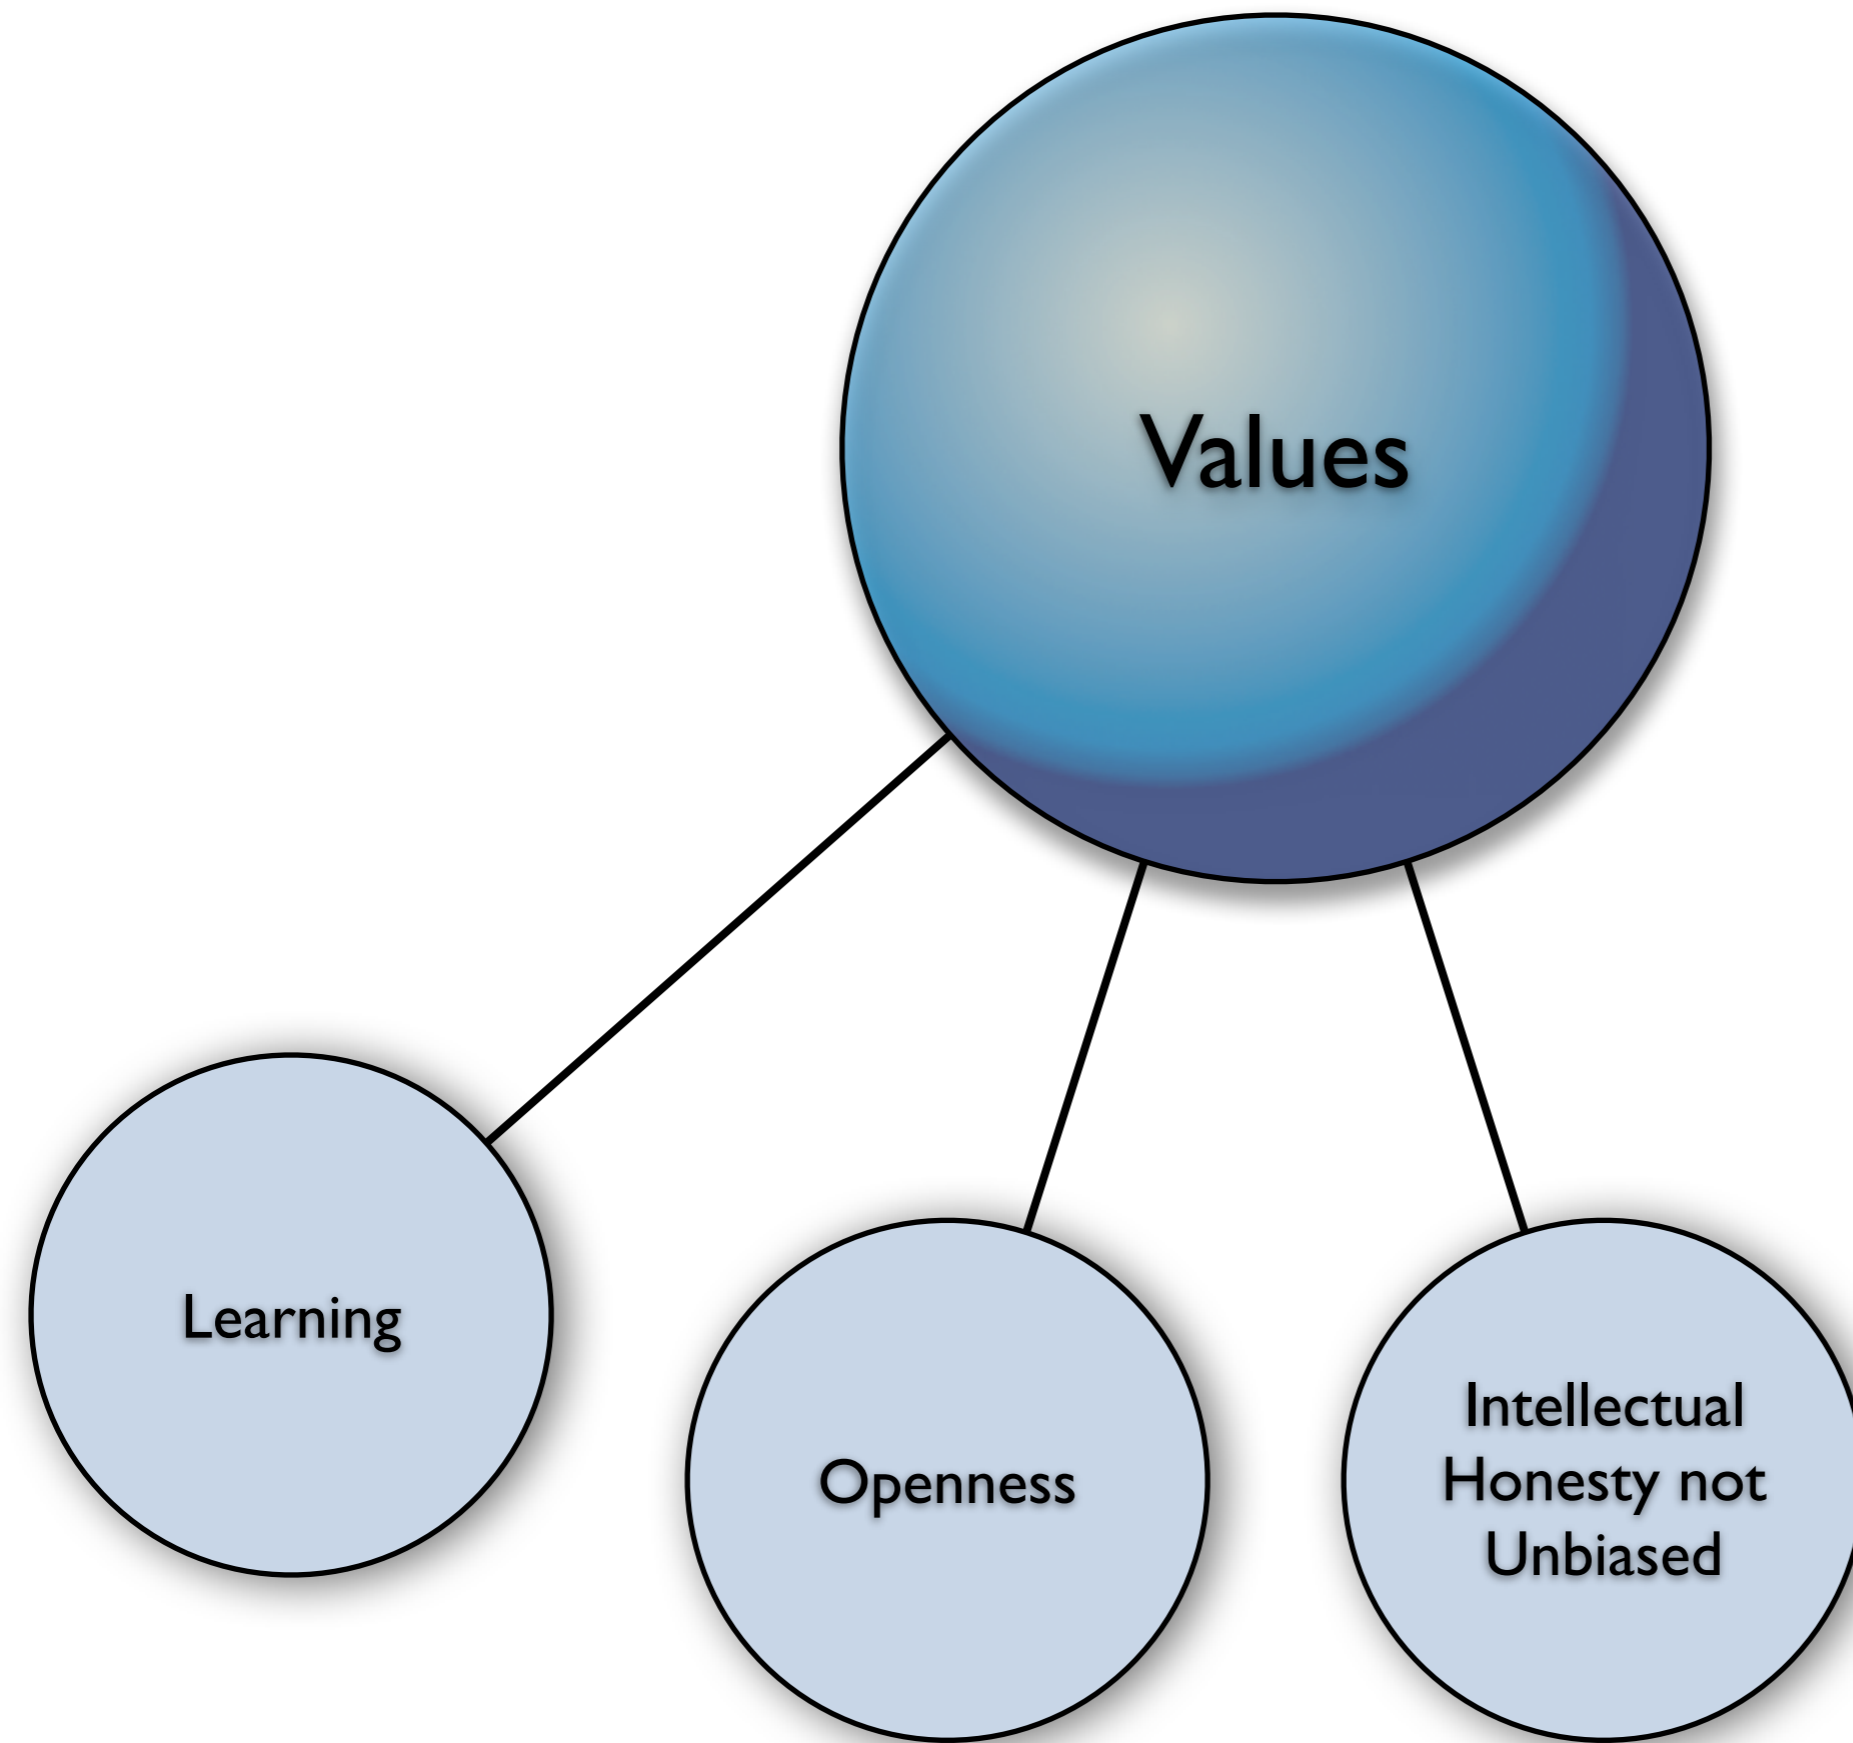 Values
Learning
Openness
Intellectual
Honesty not
Unbiased